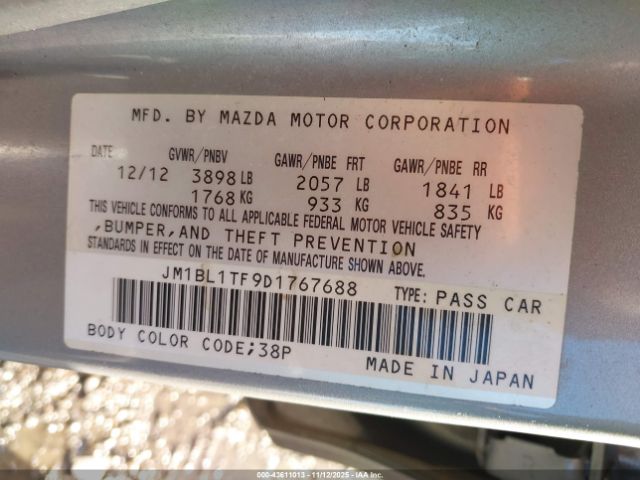 MFD. BY MAZDA MOTOR CORPORATION
DATE GVWR/PNBV GAWR/PNBE FRT GAWR/PNBE RR
12/12 3898 LB 2057 LB 1841 LB
1768 KG 933 KG 835 KG
THIS VEHICLE CONFORMS TO ALL APPLICABLE FEDERAL MOTOR VEHICLE SAFETY
,BUMPER,AND THEFT PREVENTION
STANDARDS IN EFFECT ON THE DATE OF MANUFACTURE SHOWN ABOVE.
JM1BL1TF9D1767688 TYPE: PASS CAR
BODY COLOR CODE;38P
MADE IN JAPAN
000-43611013 - 11/12/2025 - IAAI.com